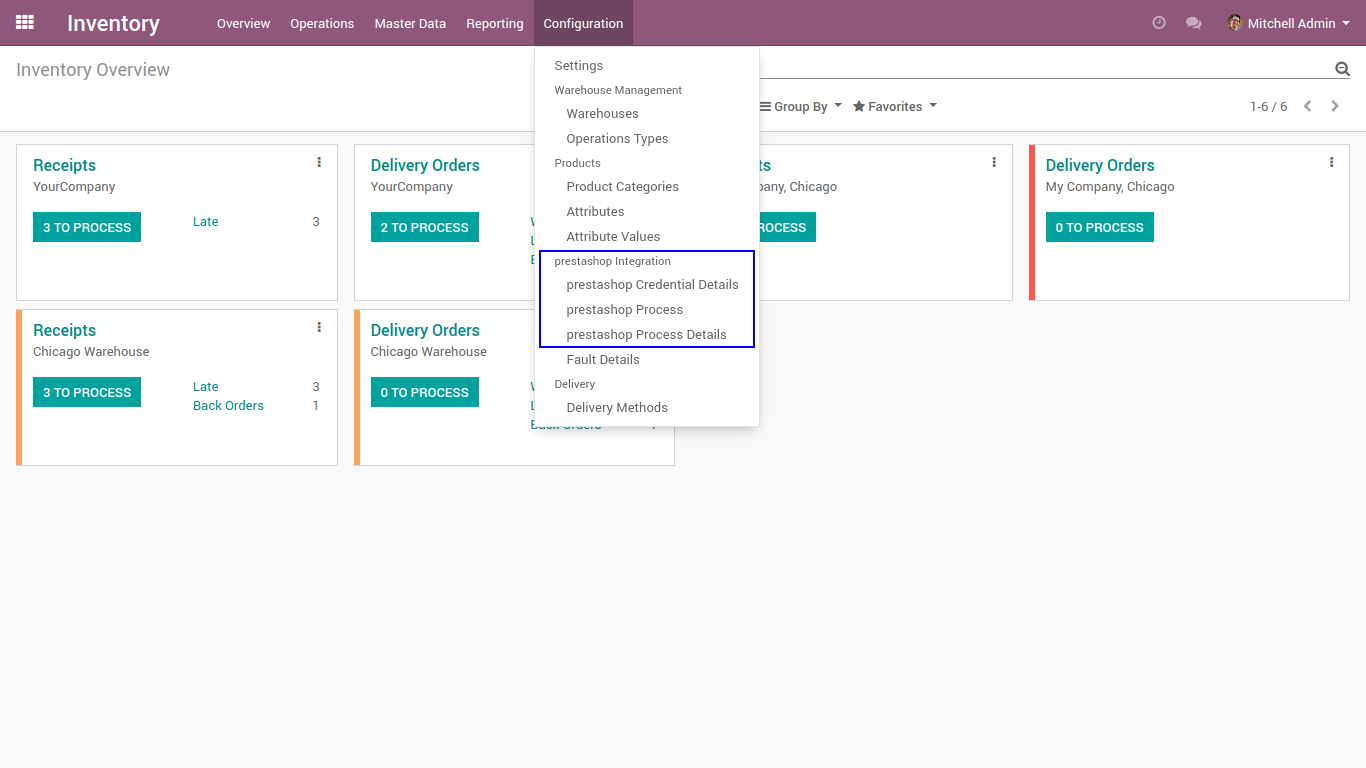 Inventory Overview Operations Master Data Reporting Configuration Mitchell Admin
Inventory Overview
Group By Favorites 1-6 / 6
Settings
Warehouse Management
Warehouses
Operations Types
Products
Product Categories
Attributes
Attribute Values
prestashop Integration
prestashop Credential Details
prestashop Process
prestashop Process Details
Fault Details
Delivery
Delivery Methods
Receipts
YourCompany
3 TO PROCESS Late 3
Delivery Orders
YourCompany
2 TO PROCESS
Chicago
Delivery Orders
My Company, Chicago
0 TO PROCESS
Receipts
Chicago Warehouse
3 TO PROCESS Late 3
Back Orders 1
Delivery Orders
Chicago Warehouse
0 TO PROCESS